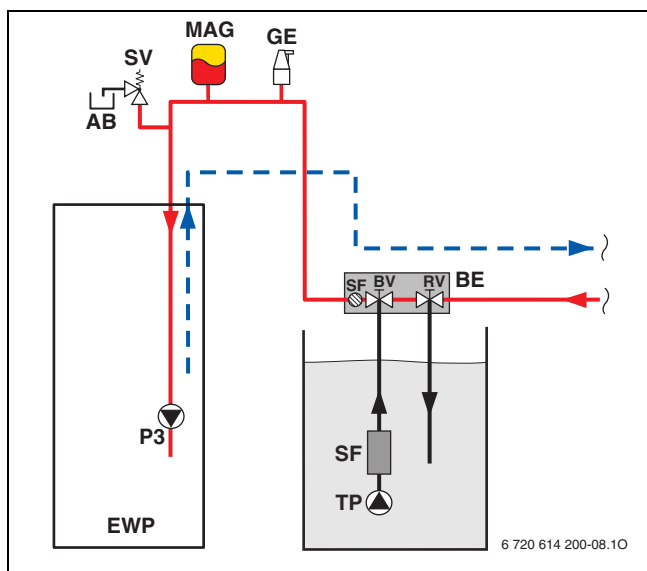 MAG
GE
SV
AB
SF
BV
RV
BE
P3
SF
TP
EWP
6 720 614 200-08.1O